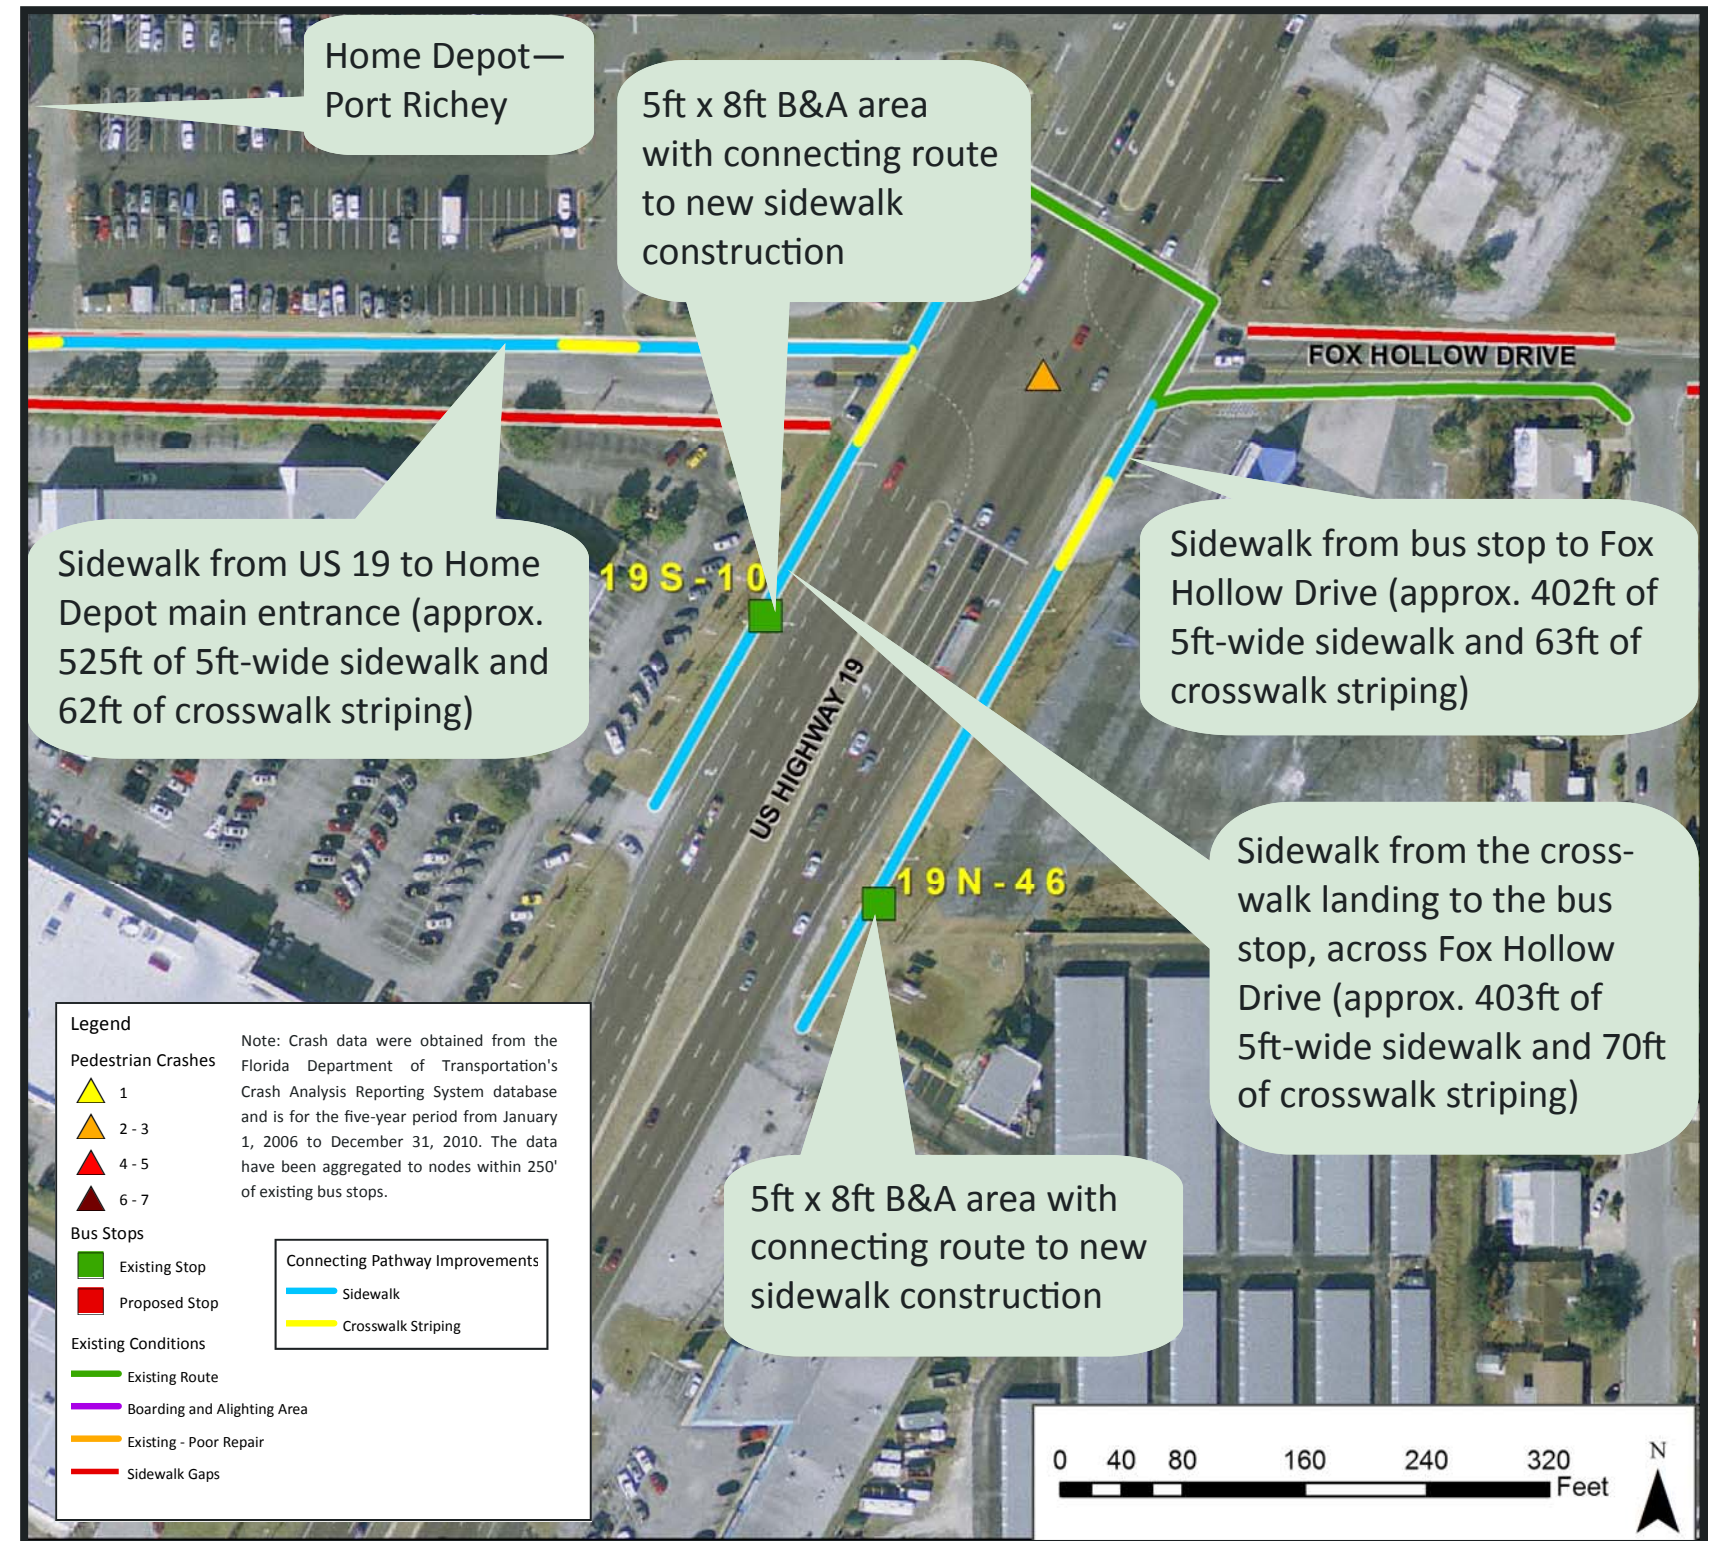 Home Depot—
Port Richey
5ft x 8ft B&A area
with connecting route
to new sidewalk
construction
FOX HOLLOW DRIVE
Sidewalk from US 19 to Home
Depot main entrance (approx.
525ft of 5ft-wide sidewalk and
62ft of crosswalk striping)
19S-10
Sidewalk from bus stop to Fox
Hollow Drive (approx. 402ft of
5ft-wide sidewalk and 63ft of
crosswalk striping)
US HIGHWAY 19
19N-46
Sidewalk from the cross-
walk landing to the bus
stop, across Fox Hollow
Drive (approx. 403ft of
5ft-wide sidewalk and 70ft
of crosswalk striping)
5ft x 8ft B&A area with
connecting route to new
sidewalk construction
Legend
Pedestrian Crashes
1
2 - 3
4 - 5
6 - 7
Bus Stops
Existing Stop
Proposed Stop
Existing Conditions
Existing Route
Boarding and Alighting Area
Existing - Poor Repair
Sidewalk Gaps
Note: Crash data were obtained from the
Florida Department of Transportation's
Crash Analysis Reporting System database
and is for the five-year period from January
1, 2006 to December 31, 2010. The data
have been aggregated to nodes within 250'
of existing bus stops.
Connecting Pathway Improvements
Sidewalk
Crosswalk Striping
0 40 80 160 240 320
Feet
N